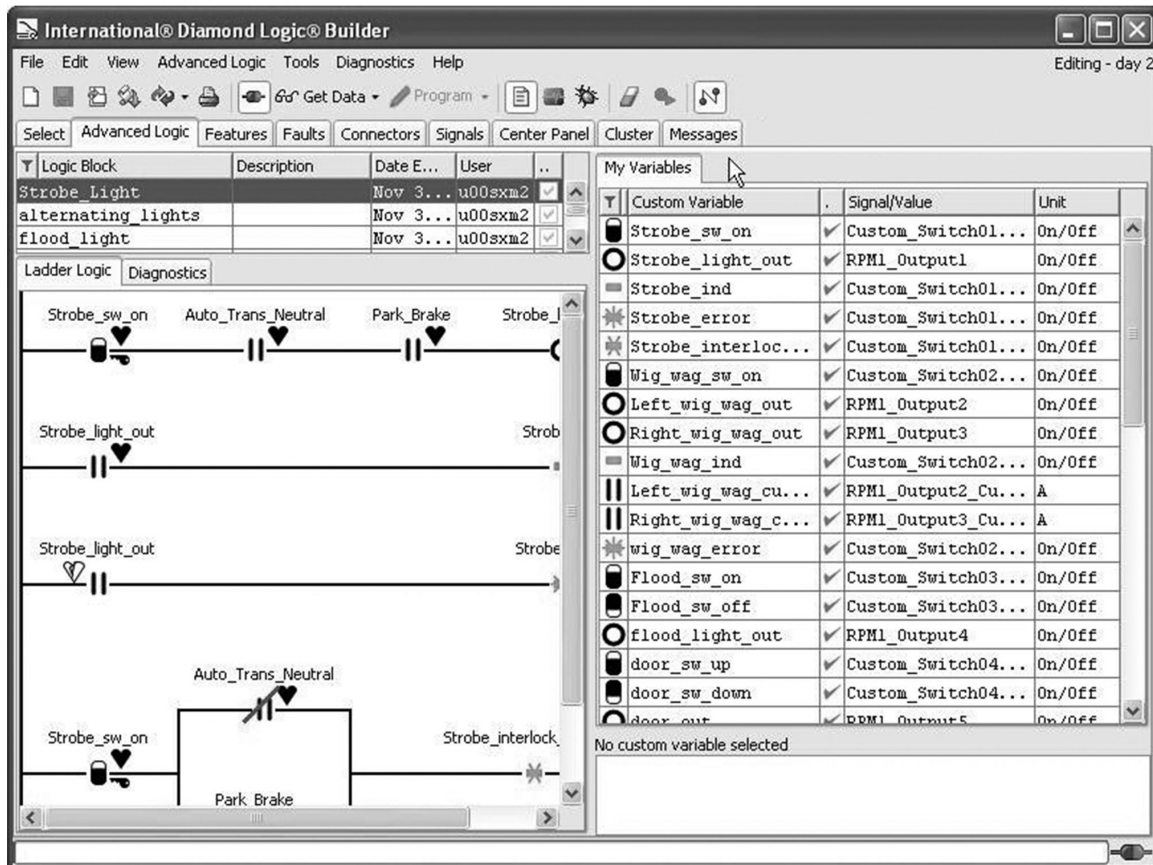 International® Diamond Logic® Builder
File Edit View Advanced Logic Tools Diagnostics Help Editing - day 2
Get Data Program
Select Advanced Logic Features Faults Connectors Signals Center Panel Cluster Messages
Logic Block Description Date E... User ..
Strobe_Light Nov 3... u00sxm2
alternating_lights Nov 3... u00sxm2
flood_light Nov 3... u00sxm2
Ladder Logic Diagnostics
Strobe_sw_on Auto_Trans_Neutral Park_Brake Strobe_l
Strobe_light_out Strob
Strobe_light_out Strobe
Auto_Trans_Neutral
Strobe_sw_on Strobe_interlock_
Park_Brake
My Variables
Custom Variable . Signal/Value Unit
Strobe_sw_on Custom_Switch01... On/Off
Strobe_light_out RPM1_Output1 On/Off
Strobe_ind Custom_Switch01... On/Off
Strobe_error Custom_Switch01... On/Off
Strobe_interloc... Custom_Switch01... On/Off
Wig_wag_sw_on Custom_Switch02... On/Off
Left_wig_wag_out RPM1_Output2 On/Off
Right_wig_wag_out RPM1_Output3 On/Off
Wig_wag_ind Custom_Switch02... On/Off
Left_wig_wag_cu... RPM1_Output2_Cu... A
Right_wig_wag_c... RPM1_Output3_Cu... A
wig_wag_error Custom_Switch02... On/Off
Flood_sw_on Custom_Switch03... On/Off
Flood_sw_off Custom_Switch03... On/Off
flood_light_out RPM1_Output4 On/Off
door_sw_up Custom_Switch04... On/Off
door_sw_down Custom_Switch04... On/Off
door_out RPM1_Output5 On/Off
No custom variable selected